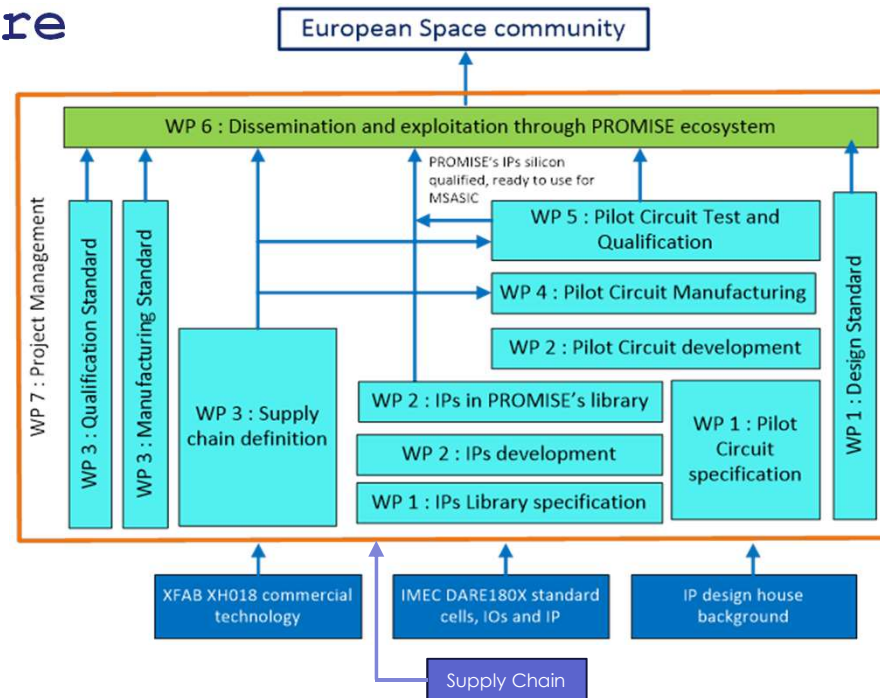 re
European Space community
WP 6 : Dissemination and exploitation through PROMISE ecosystem
PROMISE's IPs silicon
qualified, ready to use for
MSASIC
WP 7 : Project Management
WP 3 : Qualification Standard
WP 3 : Manufacturing Standard
WP 3 : Supply
chain definition
WP 5 : Pilot Circuit Test and
Qualification
WP 4 : Pilot Circuit Manufacturing
WP 2 : Pilot Circuit development
WP 2 : IPs in PROMISE's library
WP 2 : IPs development
WP 1 : IPs Library specification
WP 1 : Pilot
Circuit
specification
WP 1 : Design Standard
XFAB XH018 commercial
technology
IMEC DARE180X standard
cells, IOs and IP
IP design house
background
Supply Chain